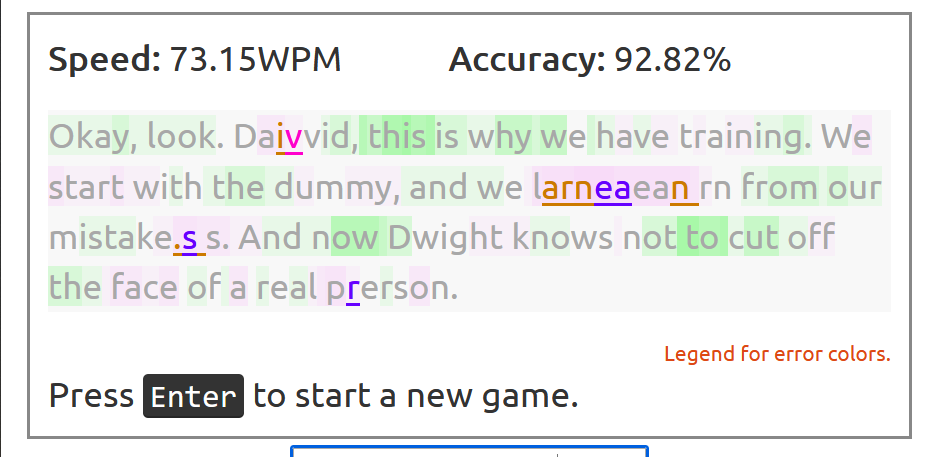 Speed: 73.15WPM Accuracy: 92.82%
Okay, look. Daivvid, this is why we have training. We
start with the dummy, and we larneaean rn from our
mistake.s s. And now Dwight knows not to cut off
the face of a real prerson.
Legend for error colors.
Press Enter to start a new game.